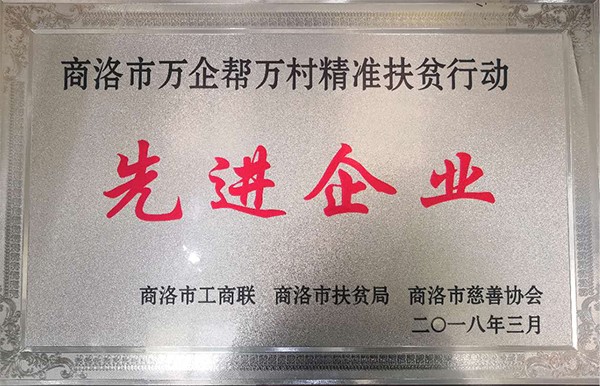 商洛市万企帮万村精准扶贫行动
先进企业
商洛市工商联 商洛市扶贫局 商洛市慈善协会
二〇一八年三月